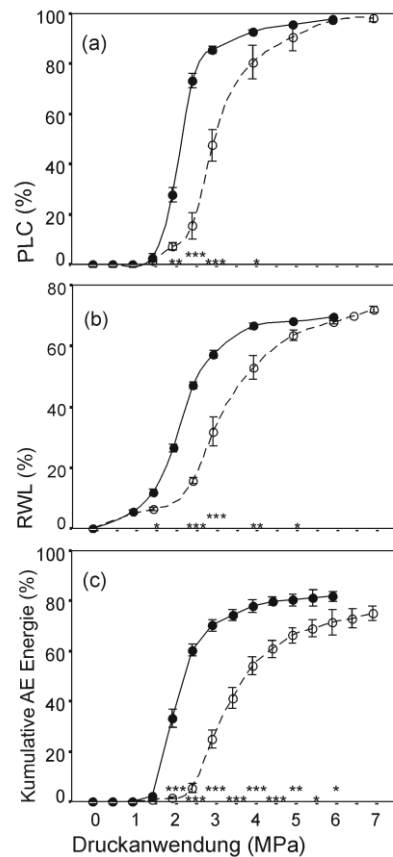 100
(a)
80
60
40
20
0
PLC (%)
** *** *** *
80
(b)
60
40
20
0
RWL (%)
* *** *** ** *
100
(c)
80
60
40
20
0
Kumulative AE Energie (%)
*** *** *** *** *** *** ** * *
0 1 2 3 4 5 6 7
Druckanwendung (MPa)